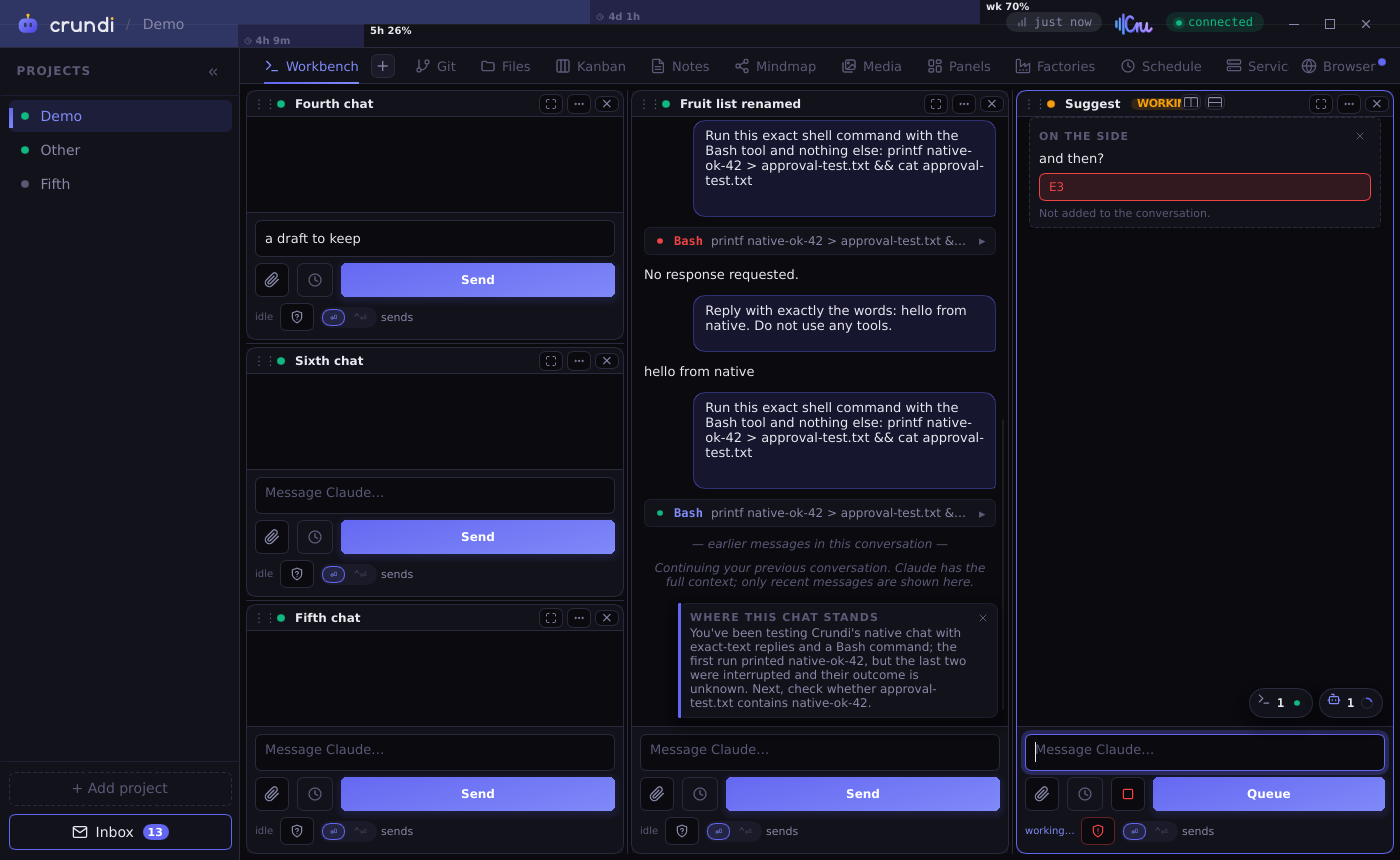 crundi / Demo
4d 1h
wk 70%
4h 9m
5h 26%
just now
Cru
connected
PROJECTS «
Demo
Other
Fifth
+ Add project
Inbox 13
Workbench
+
Git
Files
Kanban
Notes
Mindmap
Media
Panels
Factories
Schedule
Servic
Browser
Fourth chat
a draft to keep
Send
idle
sends
Sixth chat
Message Claude...
Send
idle
sends
Fifth chat
Message Claude...
Send
idle
sends
Fruit list renamed
Run this exact shell command with the
Bash tool and nothing else: printf native-
ok-42 > approval-test.txt && cat approval-
test.txt
Bash printf native-ok-42 > approval-test.txt &...
No response requested.
Reply with exactly the words: hello from
native. Do not use any tools.
hello from native
Run this exact shell command with the
Bash tool and nothing else: printf native-
ok-42 > approval-test.txt && cat approval-
test.txt
Bash printf native-ok-42 > approval-test.txt &...
— earlier messages in this conversation —
Continuing your previous conversation. Claude has the
full context; only recent messages are shown here.
WHERE THIS CHAT STANDS
You've been testing Crundi's native chat with
exact-text replies and a Bash command; the
first run printed native-ok-42, but the last two
were interrupted and their outcome is
unknown. Next, check whether approval-
test.txt contains native-ok-42.
Message Claude...
Send
idle
sends
Suggest WORKIN
ON THE SIDE
and then?
E3
Not added to the conversation.
1
1
Message Claude...
Queue
working...
sends